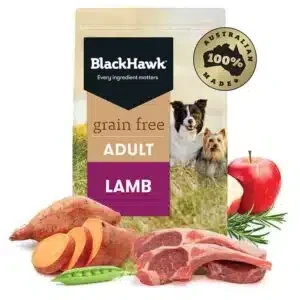 BlackHawk
Every ingredient matters
grain free
ADULT
LAMB
AUSTRALIAN
100%
MADE